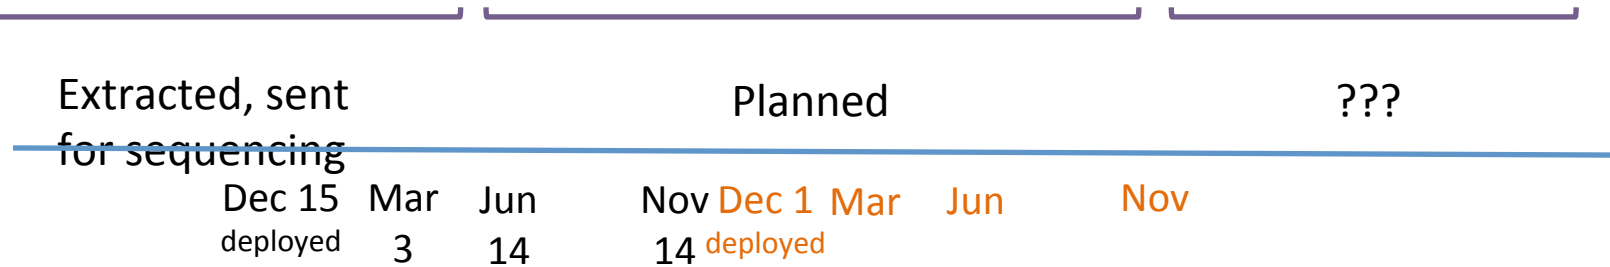 Extracted, sent
for sequencing
Planned
???
Dec 15
deployed
Mar
3
Jun
14
Nov
14
Dec 1
deployed
Mar
Jun
Nov